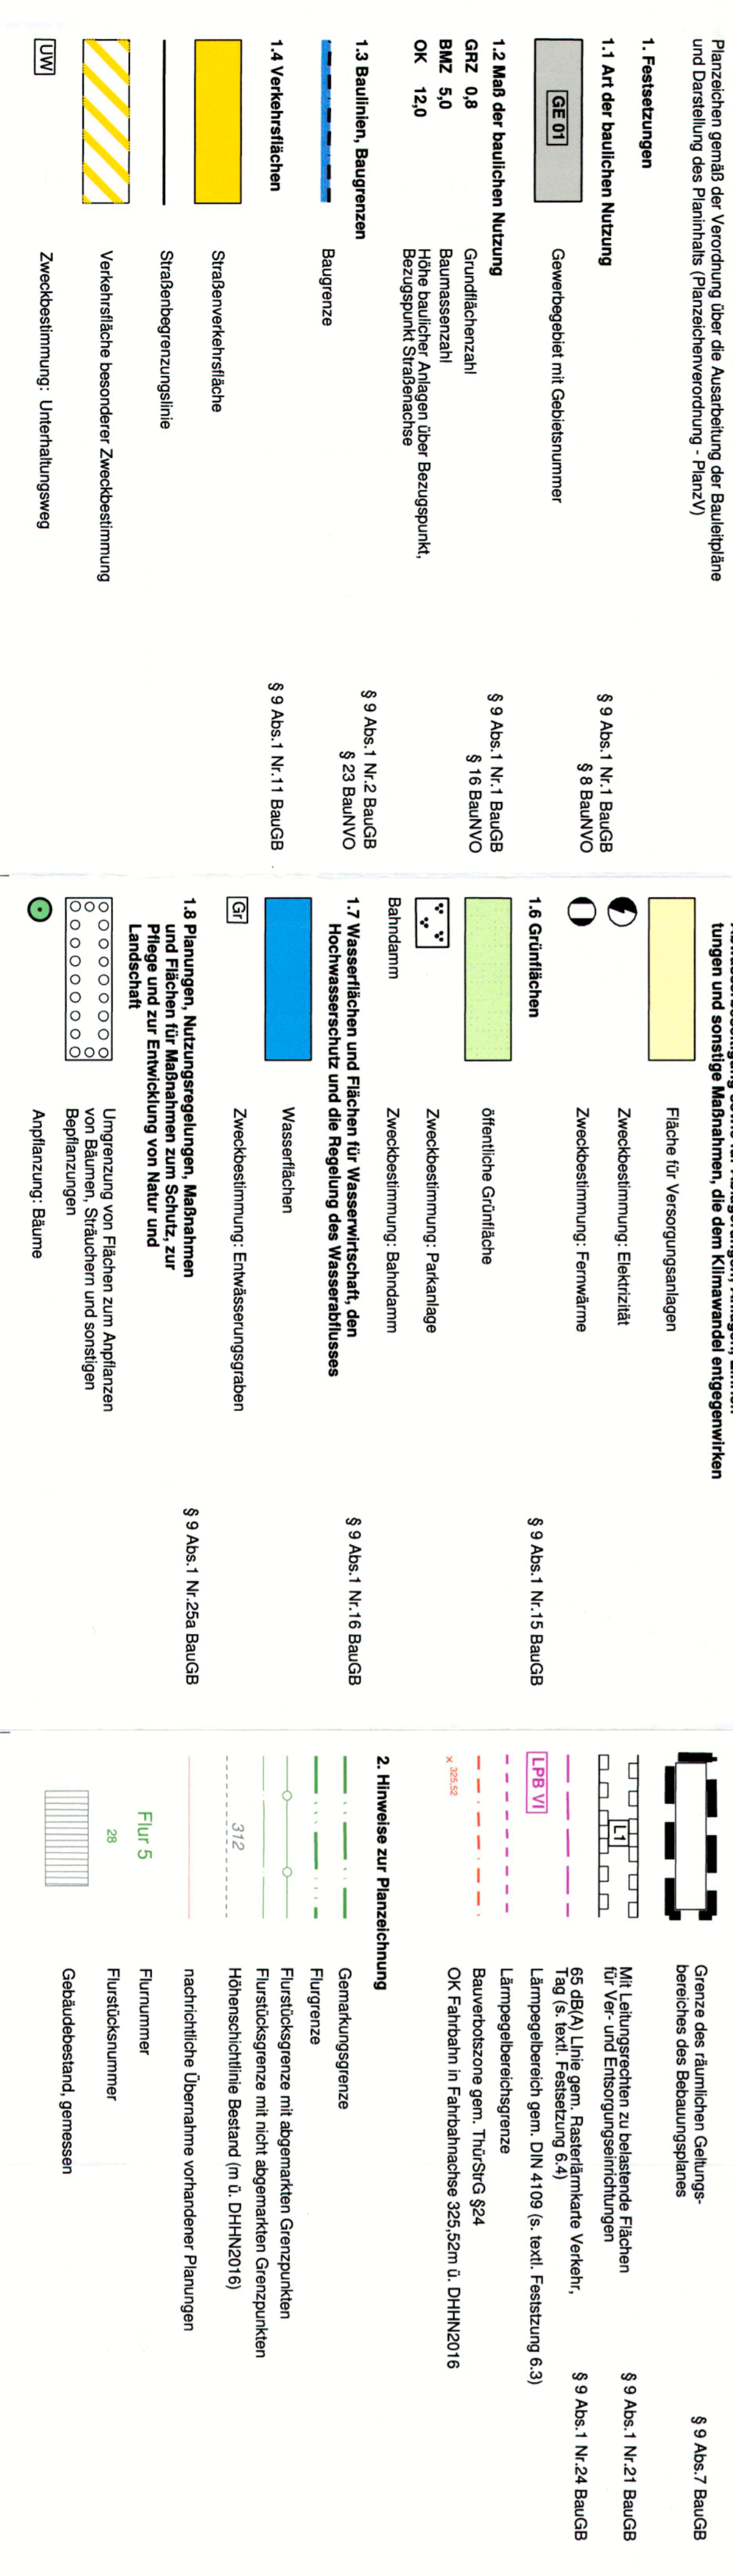 Planzeichen gemäß der Verordnung über die Ausarbeitung der Bauleitpläne
und Darstellung des Planinhalts (Planzeichenverordnung - PlanzV)
1. Festsetzungen
1.1 Art der baulichen Nutzung
§ 9 Abs.1 Nr.1 BauGB
§ 8 BauNVO
GE 01
Gewerbegebiet mit Gebietsnummer
1.2 Maß der baulichen Nutzung
§ 9 Abs.1 Nr.1 BauGB
§ 16 BauNVO
GRZ 0,8 Grundflächenzahl
BMZ 5,0 Baumassenzahl
OK 12,0 Höhe baulicher Anlagen über Bezugspunkt,
Bezugspunkt Straßenachse
1.3 Baulinien, Baugrenzen
§ 9 Abs.1 Nr.2 BauGB
§ 23 BauNVO
Baugrenze
1.4 Verkehrsflächen
§ 9 Abs.1 Nr.11 BauGB
Straßenverkehrsfläche
Straßenbegrenzungslinie
Verkehrsfläche besonderer Zweckbestimmung
UW
Zweckbestimmung: Unterhaltungsweg
tungen und sonstige Maßnahmen, die dem Klimawandel entgegenwirken
Fläche für Versorgungsanlagen
Zweckbestimmung: Elektrizität
Zweckbestimmung: Fernwärme
1.6 Grünflächen
§ 9 Abs.1 Nr.15 BauGB
öffentliche Grünfläche
Zweckbestimmung: Parkanlage
Bahndamm
Zweckbestimmung: Bahndamm
1.7 Wasserflächen und Flächen für Wasserwirtschaft, den
Hochwasserschutz und die Regelung des Wasserabflusses
§ 9 Abs.1 Nr.16 BauGB
Wasserflächen
Gr
Zweckbestimmung: Entwässerungsgraben
1.8 Planungen, Nutzungsregelungen, Maßnahmen
und Flächen für Maßnahmen zum Schutz, zur
Pflege und zur Entwicklung von Natur und
Landschaft
§ 9 Abs.1 Nr.25a BauGB
Umgrenzung von Flächen zum Anpflanzen
von Bäumen, Sträuchern und sonstigen
Bepflanzungen
Anpflanzung: Bäume
Grenze des räumlichen Geltungs-
bereiches des Bebauungsplanes
§ 9 Abs.7 BauGB
L1
Mit Leitungsrechten zu belastende Flächen
für Ver- und Entsorgungseinrichtungen
§ 9 Abs.1 Nr.21 BauGB
65 dB(A) LInie gem. Rasterlärmkarte Verkehr,
Tag (s. textl. Festsetzung 6.4)
§ 9 Abs.1 Nr.24 BauGB
LPB VI
Lärmpegelbereich gem. DIN 4109 (s. textl. Feststzung 6.3)
Lärmpegelbereichsgrenze
Bauverbotszone gem. ThürStrG §24
x 325,52
OK Fahrbahn in Fahrbahnachse 325,52m ü. DHHN2016
2. Hinweise zur Planzeichnung
Gemarkungsgrenze
Flurgrenze
Flurstücksgrenze mit abgemarkten Grenzpunkten
Flurstücksgrenze mit nicht abgemarkten Grenzpunkten
312
Höhenschichtlinie Bestand (m ü. DHHN2016)
nachrichtliche Übernahme vorhandener Planungen
Flur 5
Flurnummer
28
Flurstücksnummer
Gebäudebestand, gemessen